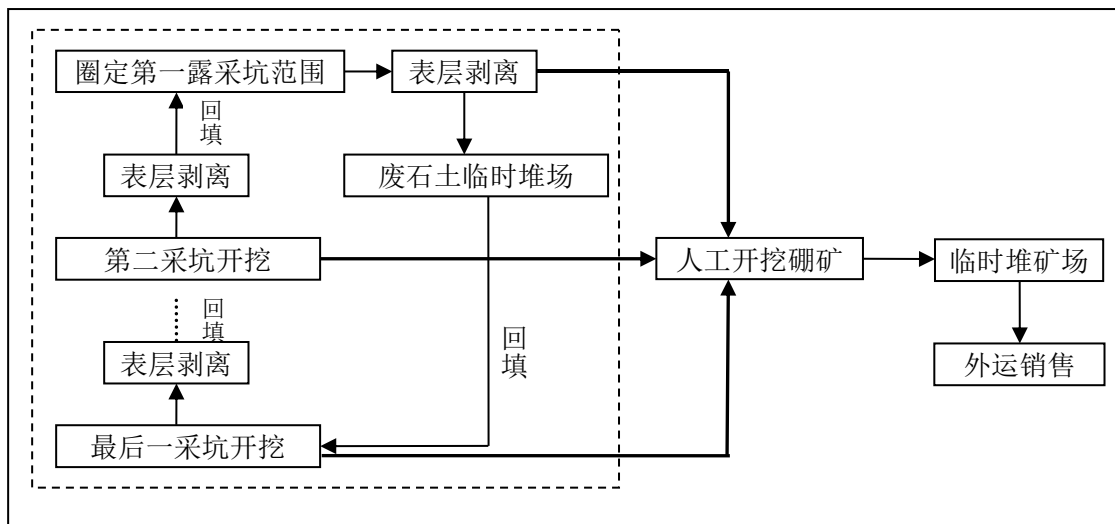 圈定第一露采坑范围
表层剥离
回填
表层剥离
废石土临时堆场
第二采坑开挖
人工开挖硼矿
临时堆矿场
回填
表层剥离
回填
外运销售
最后一采坑开挖